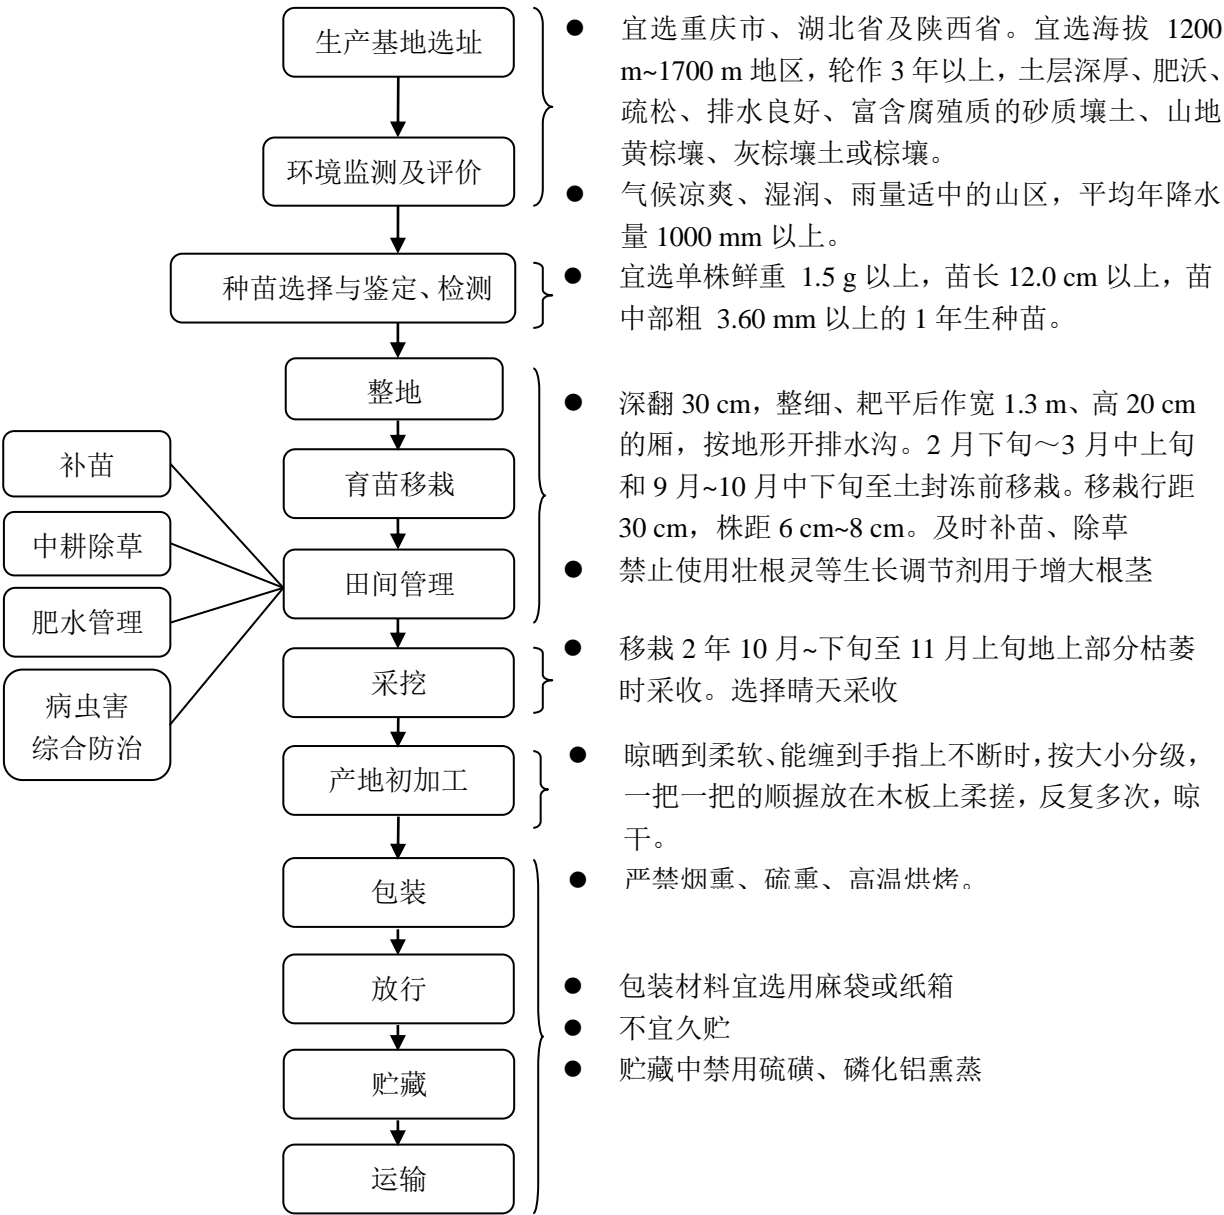 生产基地选址
环境监测及评价
种苗选择与鉴定、检测
整地
育苗移栽
田间管理
采挖
产地初加工
包装
放行
贮藏
运输
补苗
中耕除草
肥水管理
病虫害
综合防治
● 宜选重庆市、湖北省及陕西省。宜选海拔 1200
m~1700 m 地区，轮作 3 年以上，土层深厚、肥沃、
疏松、排水良好、富含腐殖质的砂质壤土、山地
黄棕壤、灰棕壤土或棕壤。
● 气候凉爽、湿润、雨量适中的山区，平均年降水
量 1000 mm 以上。
● 宜选单株鲜重 1.5 g 以上，苗长 12.0 cm 以上，苗
中部粗 3.60 mm 以上的 1 年生种苗。
● 深翻 30 cm，整细、耙平后作宽 1.3 m、高 20 cm
的厢，按地形开排水沟。2 月下旬～3 月中上旬
和 9 月~10 月中下旬至土封冻前移栽。移栽行距
30 cm，株距 6 cm~8 cm。及时补苗、除草
● 禁止使用壮根灵等生长调节剂用于增大根茎
● 移栽 2 年 10 月~下旬至 11 月上旬地上部分枯萎
时采收。选择晴天采收
● 晾晒到柔软、能缠到手指上不断时，按大小分级，
一把一把的顺握放在木板上柔搓，反复多次，晾
干。
● 严禁烟熏、硫熏、高温烘烤。
● 包装材料宜选用麻袋或纸箱
● 不宜久贮
● 贮藏中禁用硫磺、磷化铝熏蒸